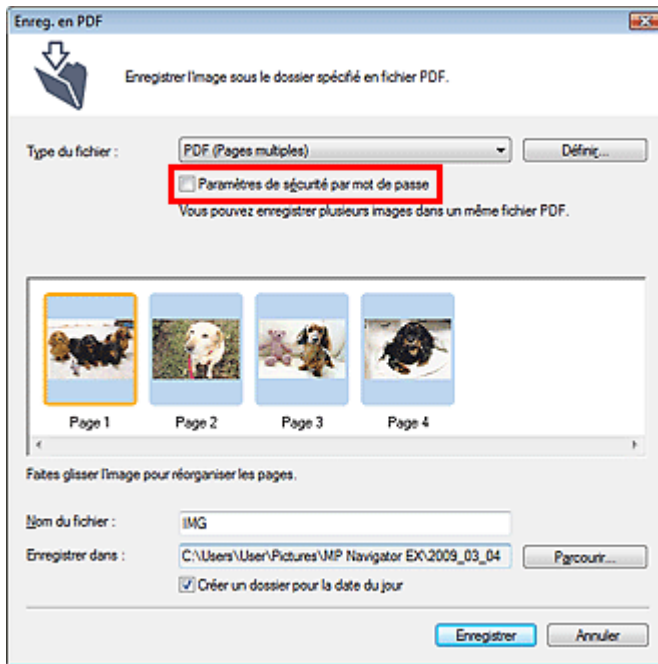 Enreg. en PDF
Enregistrer l'image sous le dossier spécifié en fichier PDF.
Type du fichier :
PDF (Pages multiples)
Définir...
Paramètres de sécurité par mot de passe
Vous pouvez enregistrer plusieurs images dans un même fichier PDF.
Page 1
Page 2
Page 3
Page 4
Faites glisser l'image pour réorganiser les pages.
Nom du fichier :
IMG
Enregistrer dans :
C:\Users\User\Pictures\MP Navigator EX\2009_03_04
Parcourir...
Créer un dossier pour la date du jour
Enregistrer
Annuler